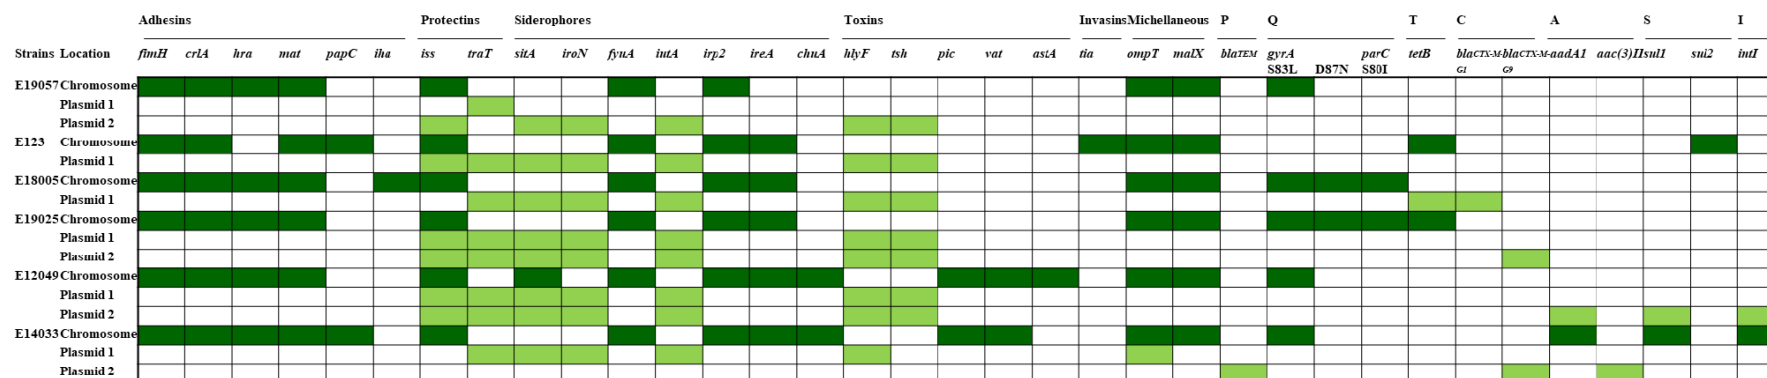 Adhesins Protectins Siderophores Toxins Invasins Michellaneous P Q T C A S I
Strains Location fimH crlA hra mat papC iha iss traT sitA iroN fyuA iutA irp2 ireA chuA hlyF tsh pic vat astA tia ompT malX blaTEM gyrA parC tetB blaCTX-M- blaCTX-M- aadA1 aac(3)II sul1 sul2 intI
S83L D87N S80I G1 G9
E19057 Chromosome
Plasmid 1
Plasmid 2
E123 Chromosome
Plasmid 1
E18005 Chromosome
Plasmid 1
E19025 Chromosome
Plasmid 1
Plasmid 2
E12049 Chromosome
Plasmid 1
Plasmid 2
E14033 Chromosome
Plasmid 1
Plasmid 2